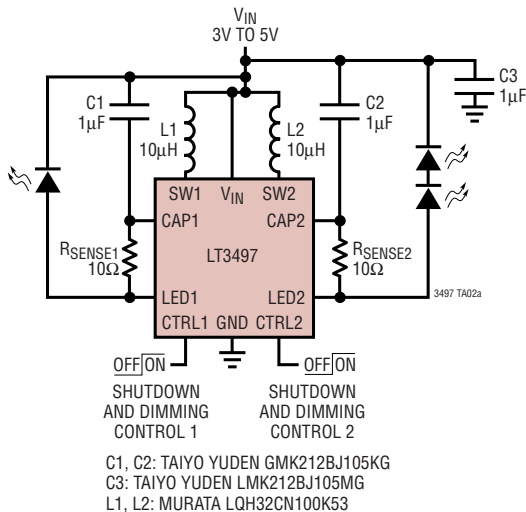 VIN
3V TO 5V
C1
1µF
L1
10µH
L2
10µH
C2
1µF
C3
1µF
SW1 VIN SW2
CAP1 CAP2
RSENSE1
10Ω
LT3497
RSENSE2
10Ω
LED1 LED2
3497 TA02a
CTRL1 GND CTRL2
OFF ON
OFF ON
SHUTDOWN
AND DIMMING
CONTROL 1
SHUTDOWN
AND DIMMING
CONTROL 2
C1, C2: TAIYO YUDEN GMK212BJ105KG
C3: TAIYO YUDEN LMK212BJ105MG
L1, L2: MURATA LQH32CN100K53